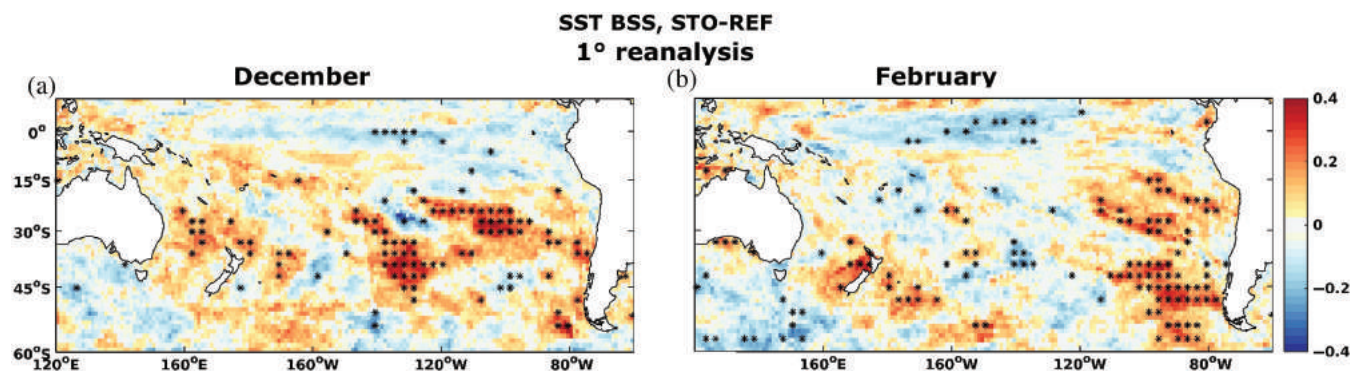 SST BSS, STO-REF
1° reanalysis
(a) December
(b) February
0°
15°S
30°S
45°S
60°S
120°E 160°E 160°W 120°W 80°W
160°E 160°W 120°W 80°W
0.4
0.2
0
−0.2
−0.4